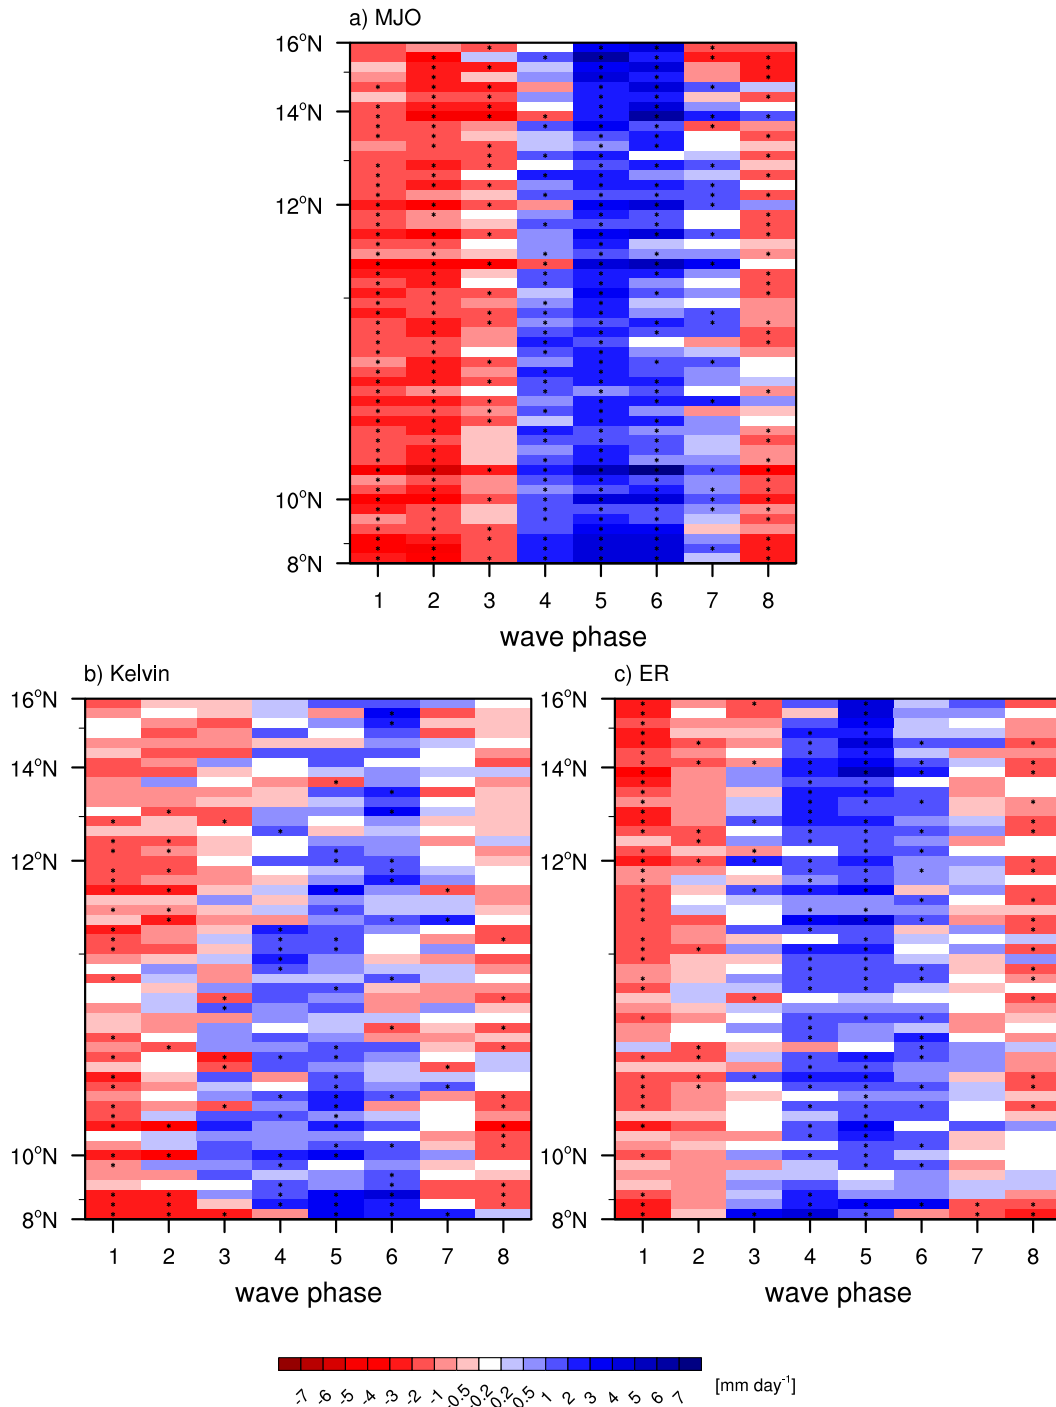 a) MJO
16°N
14°N
12°N
10°N
8°N
1 2 3 4 5 6 7 8
wave phase
b) Kelvin
16°N
14°N
12°N
10°N
8°N
1 2 3 4 5 6 7 8
wave phase
c) ER
16°N
14°N
12°N
10°N
8°N
1 2 3 4 5 6 7 8
wave phase
-7 -6 -5 -4 -3 -2 -1 -0.5 -0.2 0.2 0.5 1 2 3 4 5 6 7
[mm day⁻¹]